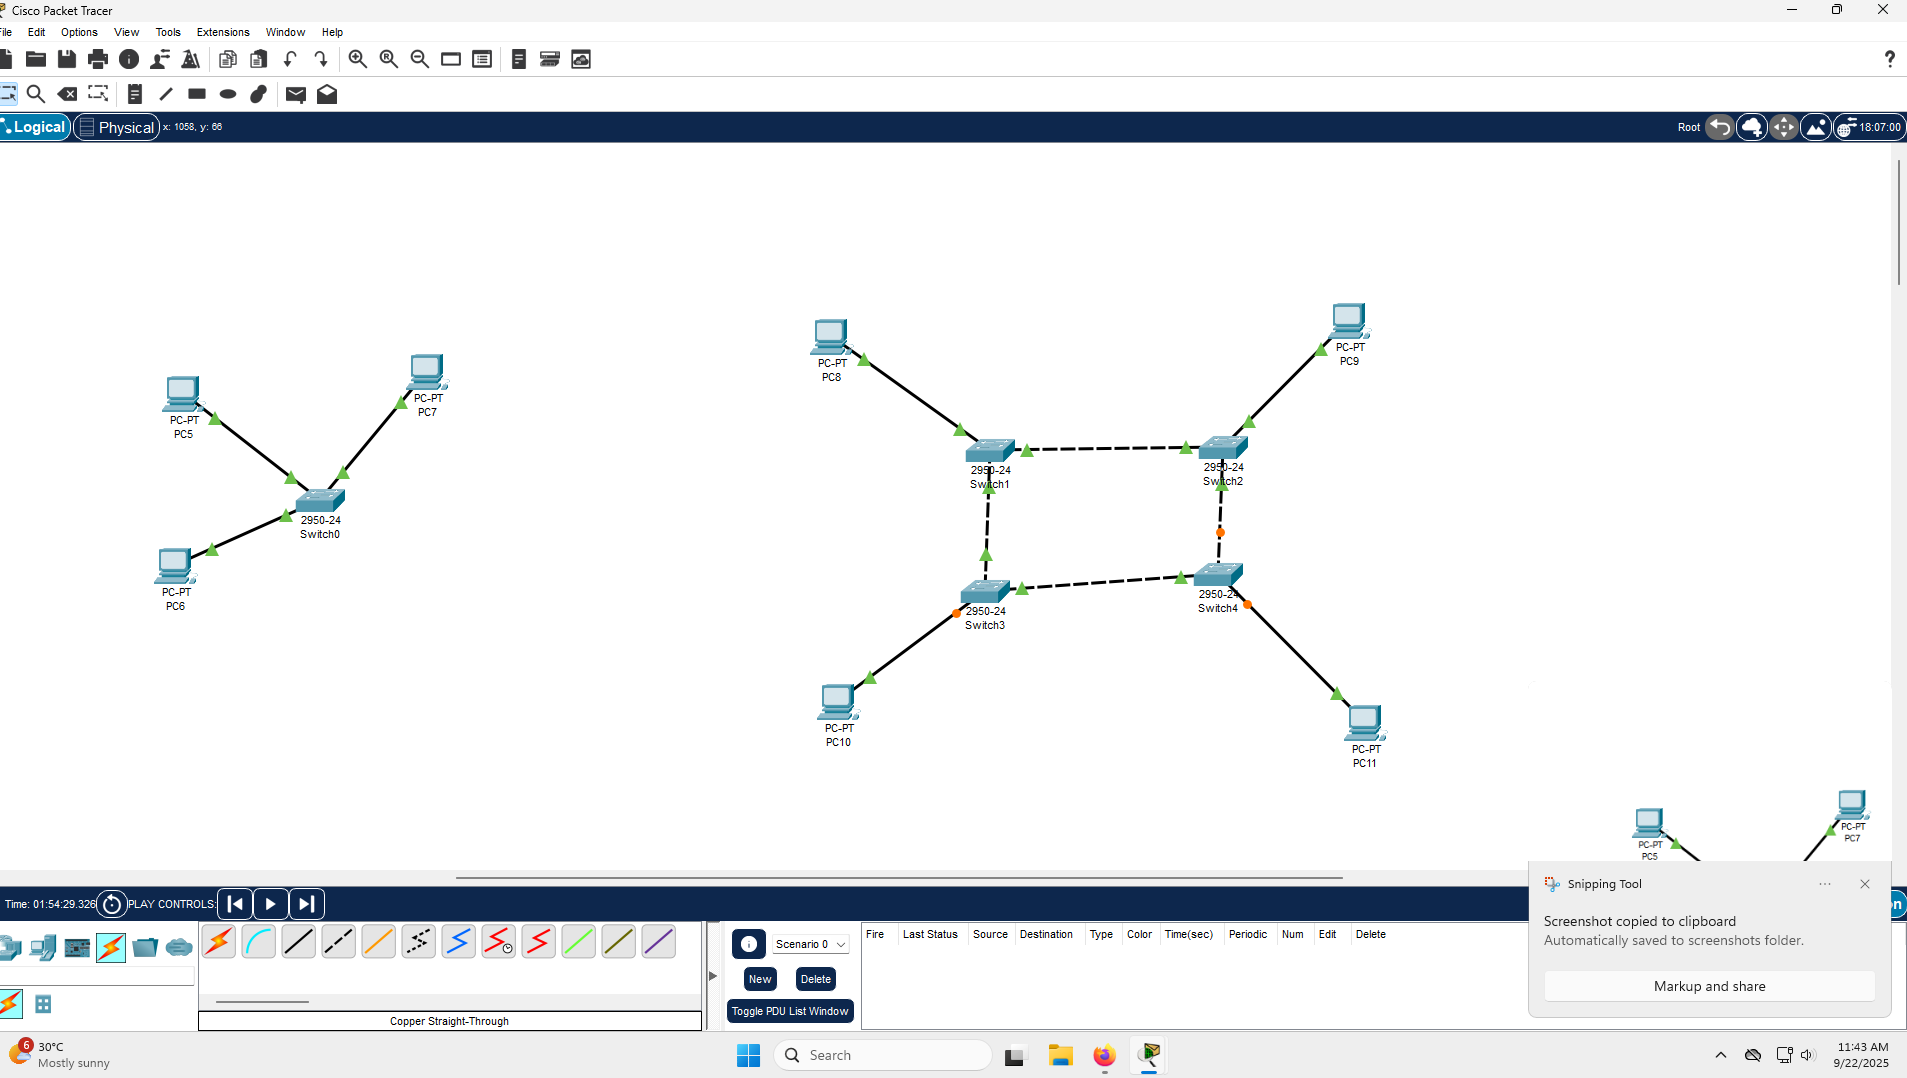 Cisco Packet Tracer
File Edit Options View Tools Extensions Window Help
Logical Physical x: 1058, y: 66 Root 18:07:00
PC-PT
PC5
PC-PT
PC7
PC-PT
PC6
2950-24
Switch0
PC-PT
PC8
PC-PT
PC9
2950-24
Switch1
2950-24
Switch2
2950-24
Switch3
2950-24
Switch4
PC-PT
PC10
PC-PT
PC11
PC-PT
PC5
PC-PT
PC7
Time: 01:54:29.326 PLAY CONTROLS:
Scenario 0
New Delete
Toggle PDU List Window
Fire Last Status Source Destination Type Color Time(sec) Periodic Num Edit Delete
Copper Straight-Through
Snipping Tool
Screenshot copied to clipboard
Automatically saved to screenshots folder.
Markup and share
6
30°C
Mostly sunny
Search
11:43 AM
9/22/2025